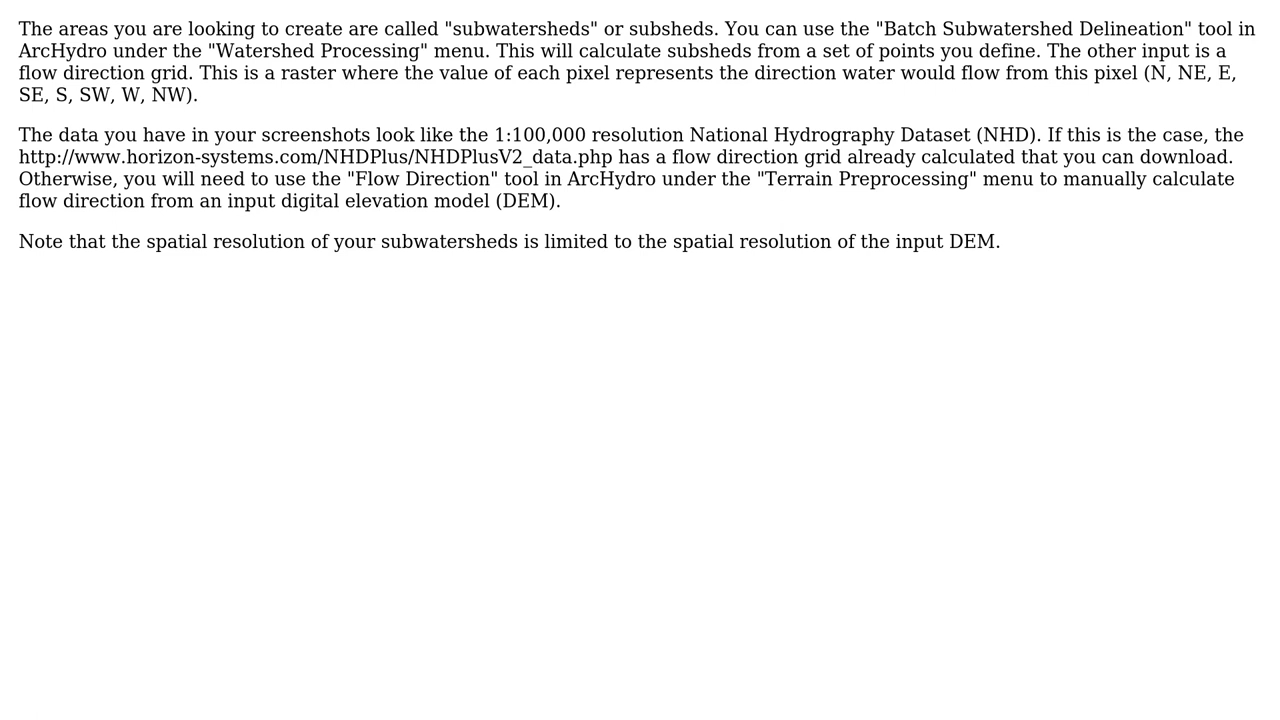 The areas you are looking to create are called "subwatersheds" or subsheds. You can use the "Batch Subwatershed Delineation" tool in
ArcHydro under the "Watershed Processing" menu. This will calculate subsheds from a set of points you define. The other input is a
flow direction grid. This is a raster where the value of each pixel represents the direction water would flow from this pixel (N, NE, E,
SE, S, SW, W, NW).
The data you have in your screenshots look like the 1:100,000 resolution National Hydrography Dataset (NHD). If this is the case, the
http://www.horizon-systems.com/NHDPlus/NHDPlusV2_data.php has a flow direction grid already calculated that you can download.
Otherwise, you will need to use the "Flow Direction" tool in ArcHydro under the "Terrain Preprocessing" menu to manually calculate
flow direction from an input digital elevation model (DEM).
Note that the spatial resolution of your subwatersheds is limited to the spatial resolution of the input DEM.